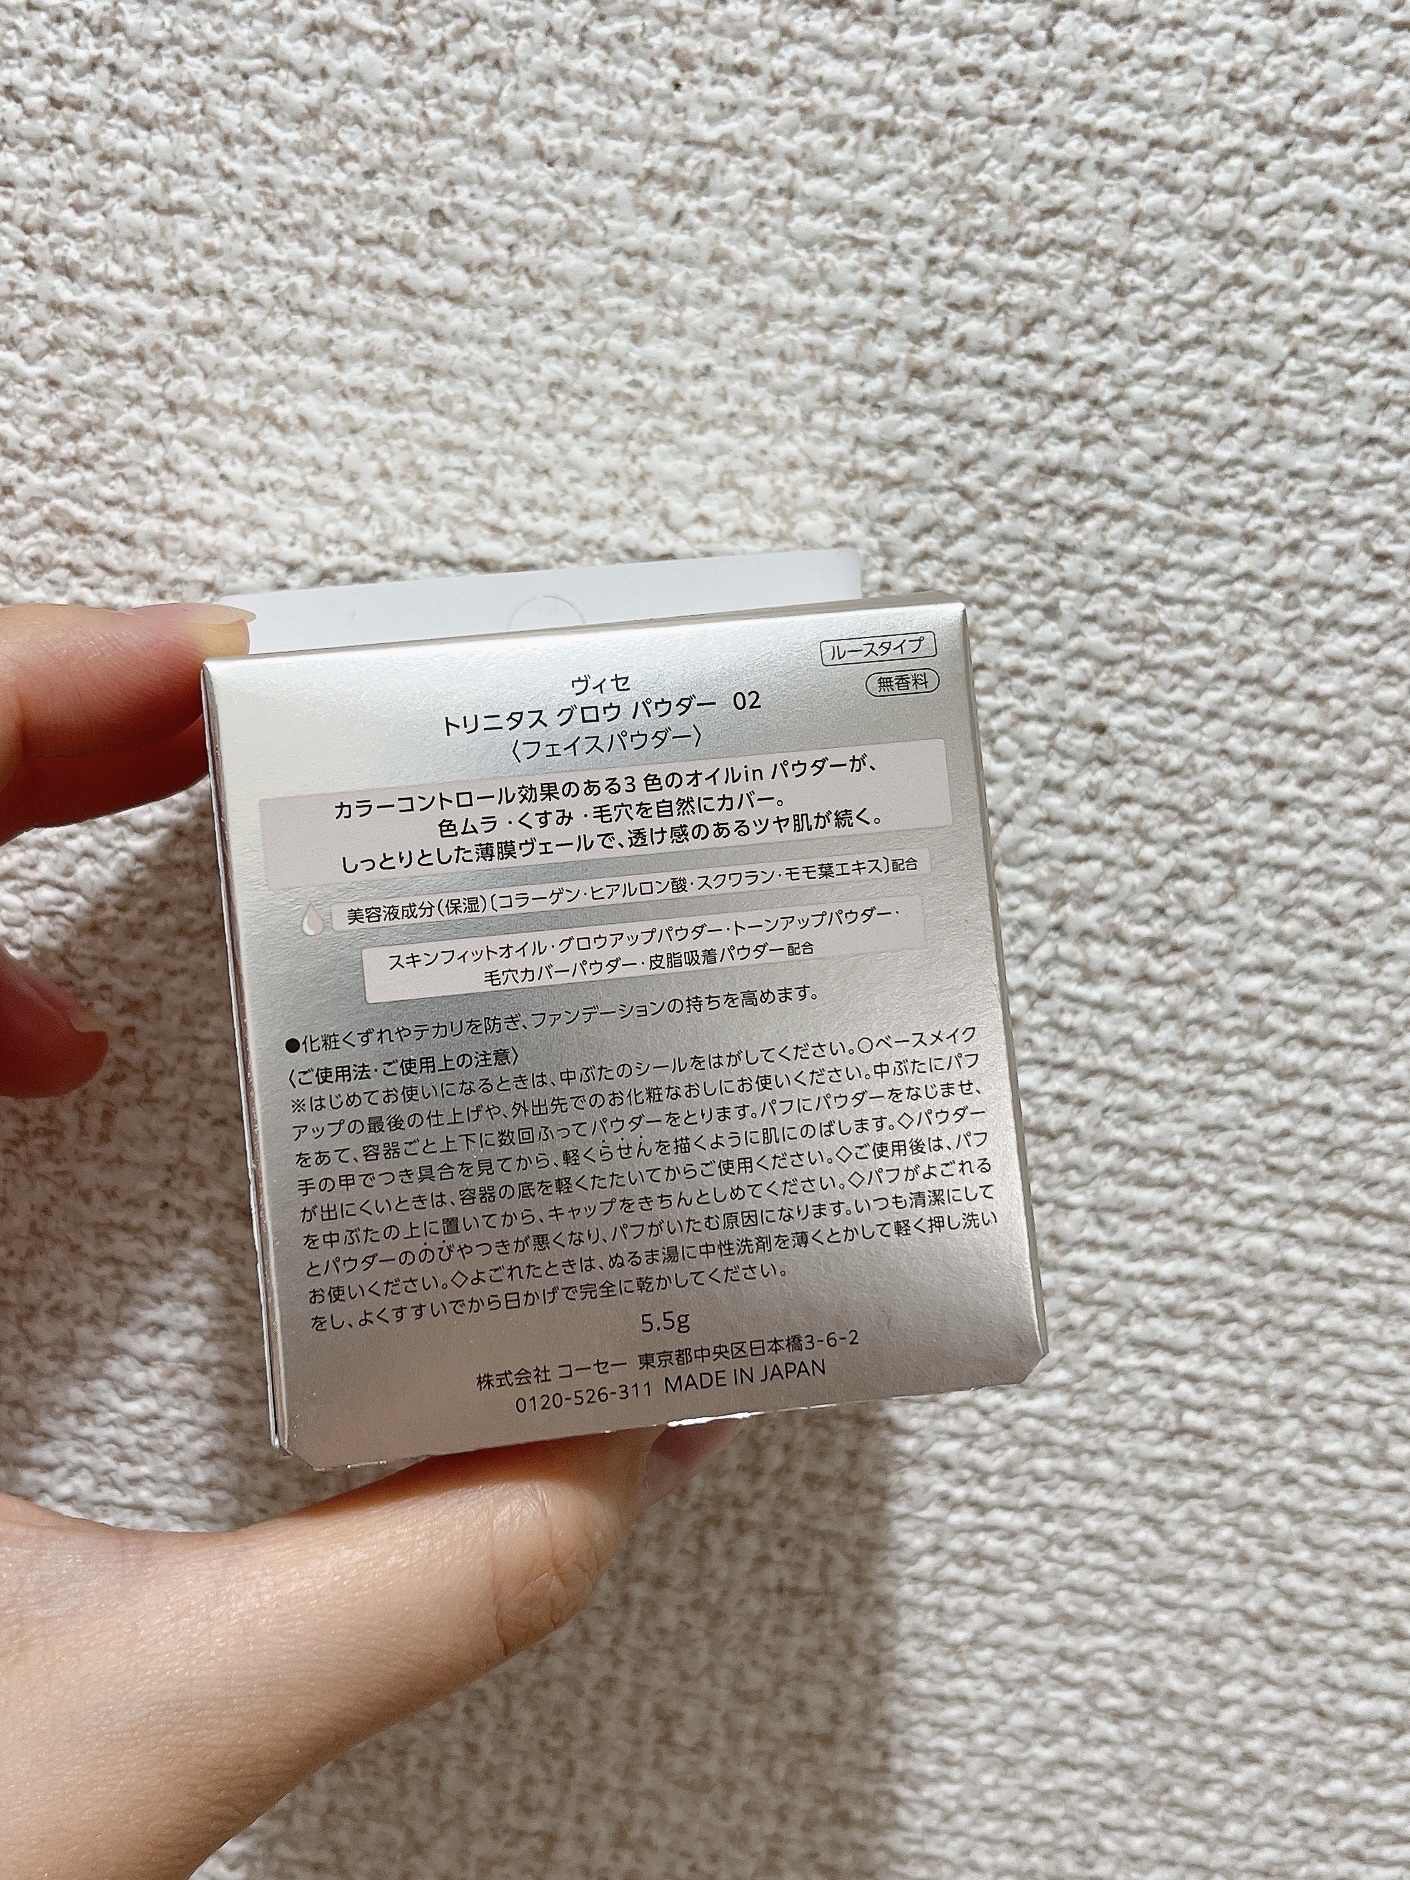 ルースタイプ
無香料
ヴィセ
トリニタス グロウ パウダー 02
〈フェイスパウダー〉
カラーコントロール効果のある3 色のオイルin パウダーが、
色ムラ・くすみ・毛穴を自然にカバー。
しっとりとした薄膜ヴェールで、透け感のあるツヤ肌が続く。
美容液成分(保湿)〔コラーゲン・ヒアルロン酸・スクワラン・モモ葉エキス〕配合
スキンフィットオイル・グロウアップパウダー・トーンアップパウダー・
毛穴カバーパウダー・皮脂吸着パウダー配合
●化粧くずれやテカリを防ぎ、ファンデーションの持ちを高めます。
〈ご使用法・ご使用上の注意〉
※はじめてお使いになるときは、中ぶたのシールをはがしてください。○ベースメイク
アップの最後の仕上げや、外出先でのお化粧なおしにお使いください。中ぶたにパフ
をあて、容器ごと上下に数回ふってパウダーをとります。パフにパウダーをなじませ、
手の甲でつき具合を見てから、軽くらせんを描くように肌にのばします。◇パウダー
が出にくいときは、容器の底を軽くたたいてからご使用ください。◇ご使用後は、パフ
を中ぶたの上に置いてから、キャップをきちんとしめてください。◇パフがよごれる
とパウダーののびやつきが悪くなり、パフがいたむ原因になります。いつも清潔にして
お使いください。◇よごれたときは、ぬるま湯に中性洗剤を薄くとかして軽く押し洗い
をし、よくすすいでから日かげで完全に乾かしてください。
5.5g
株式会社 コーセー 東京都中央区日本橋3-6-2
0120-526-311 MADE IN JAPAN